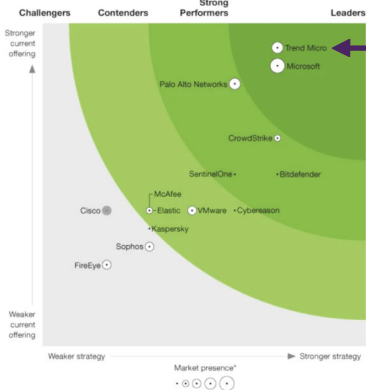 Challengers
Contenders
Strong
Performers
Leaders
Stronger
current
offering
Trend Micro
Microsoft
Palo Alto Networks
CrowdStrike
SentinelOne
Bitdefender
McAfee
Cisco
Elastic
VMware
Cybereason
Kaspersky
Sophos
FireEye
Weaker
current
offering
Weaker strategy
Stronger strategy
Market presence*